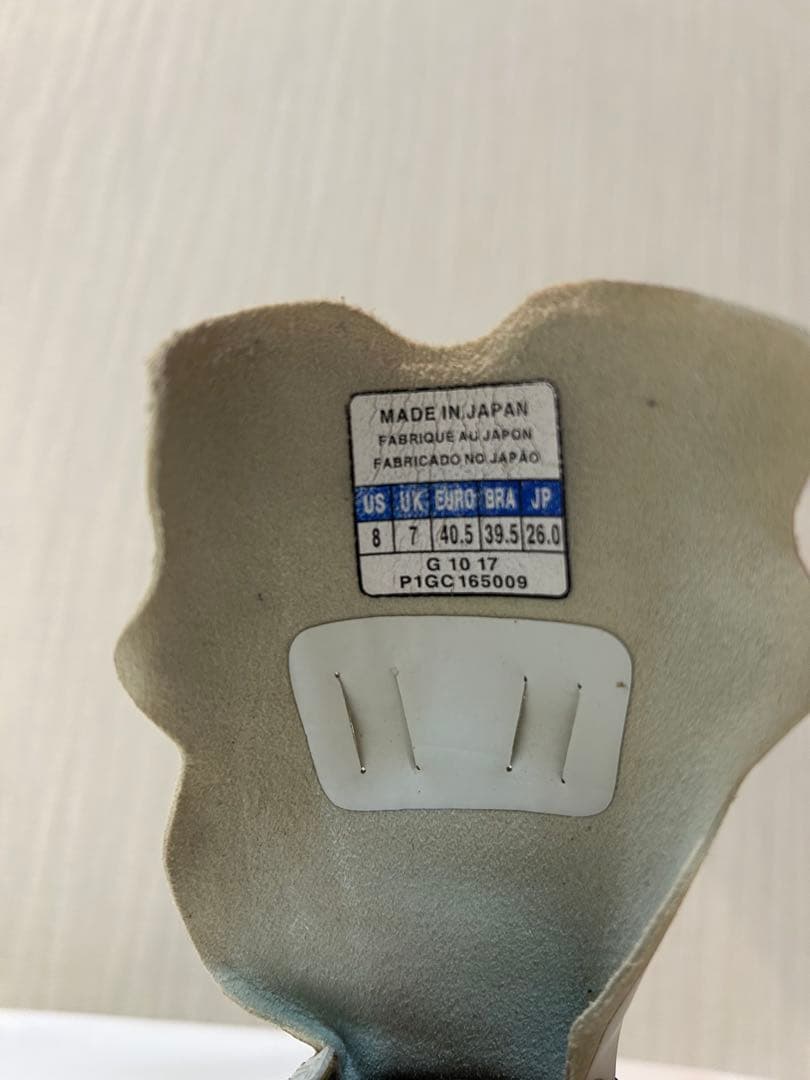 MADE IN JAPAN
FABRIQUE AU JAPON
FABRICADO NO JAPÃO
US UK EURO BRA JP
8 7 40.5 39.5 26.0
G 10 17
P1GC165009